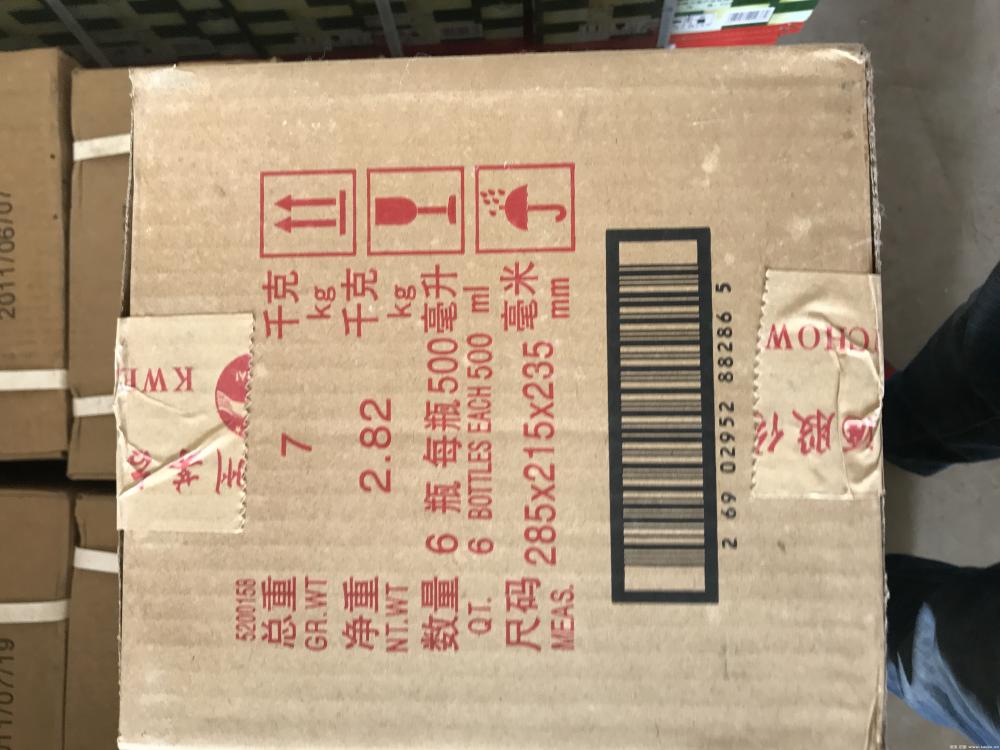 5200158
总重 7 千克
GR.WT kg
净重 2.82 千克
NT.WT kg
数量 6 瓶 每瓶500毫升
QT. 6 BOTTLES EACH 500 ml
尺码 285x215x235 毫米
MEAS. mm
2 69 02952 88286 5
KWE
CHOW
2011/06/07
11/07/19